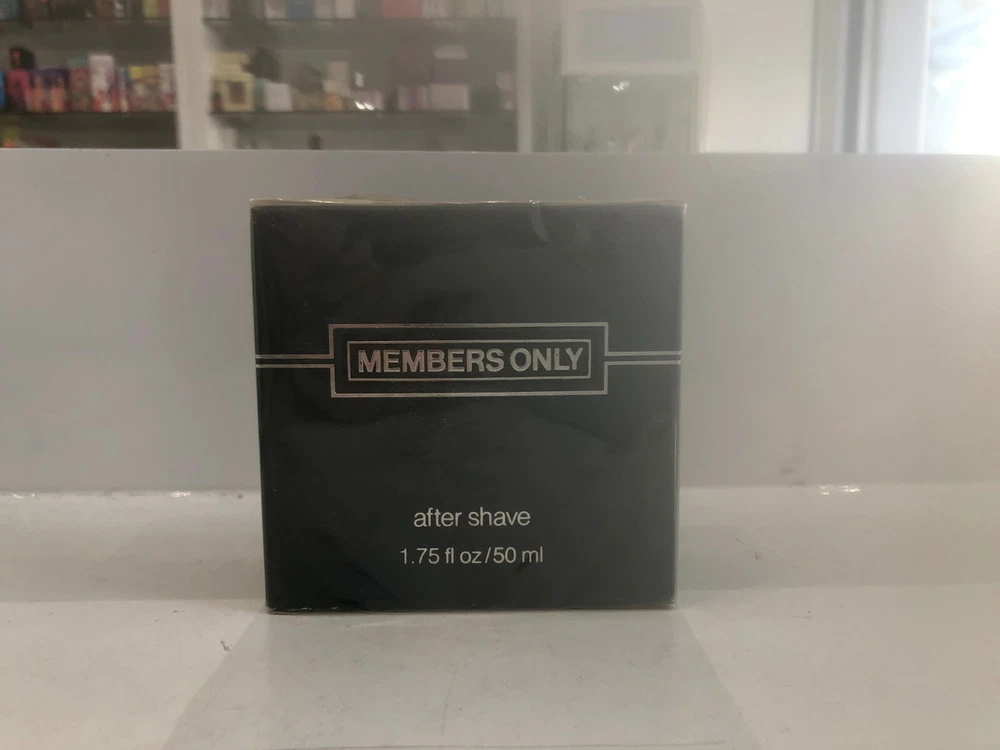 MEMBERS ONLY
after shave
1.75 fl oz/50 ml